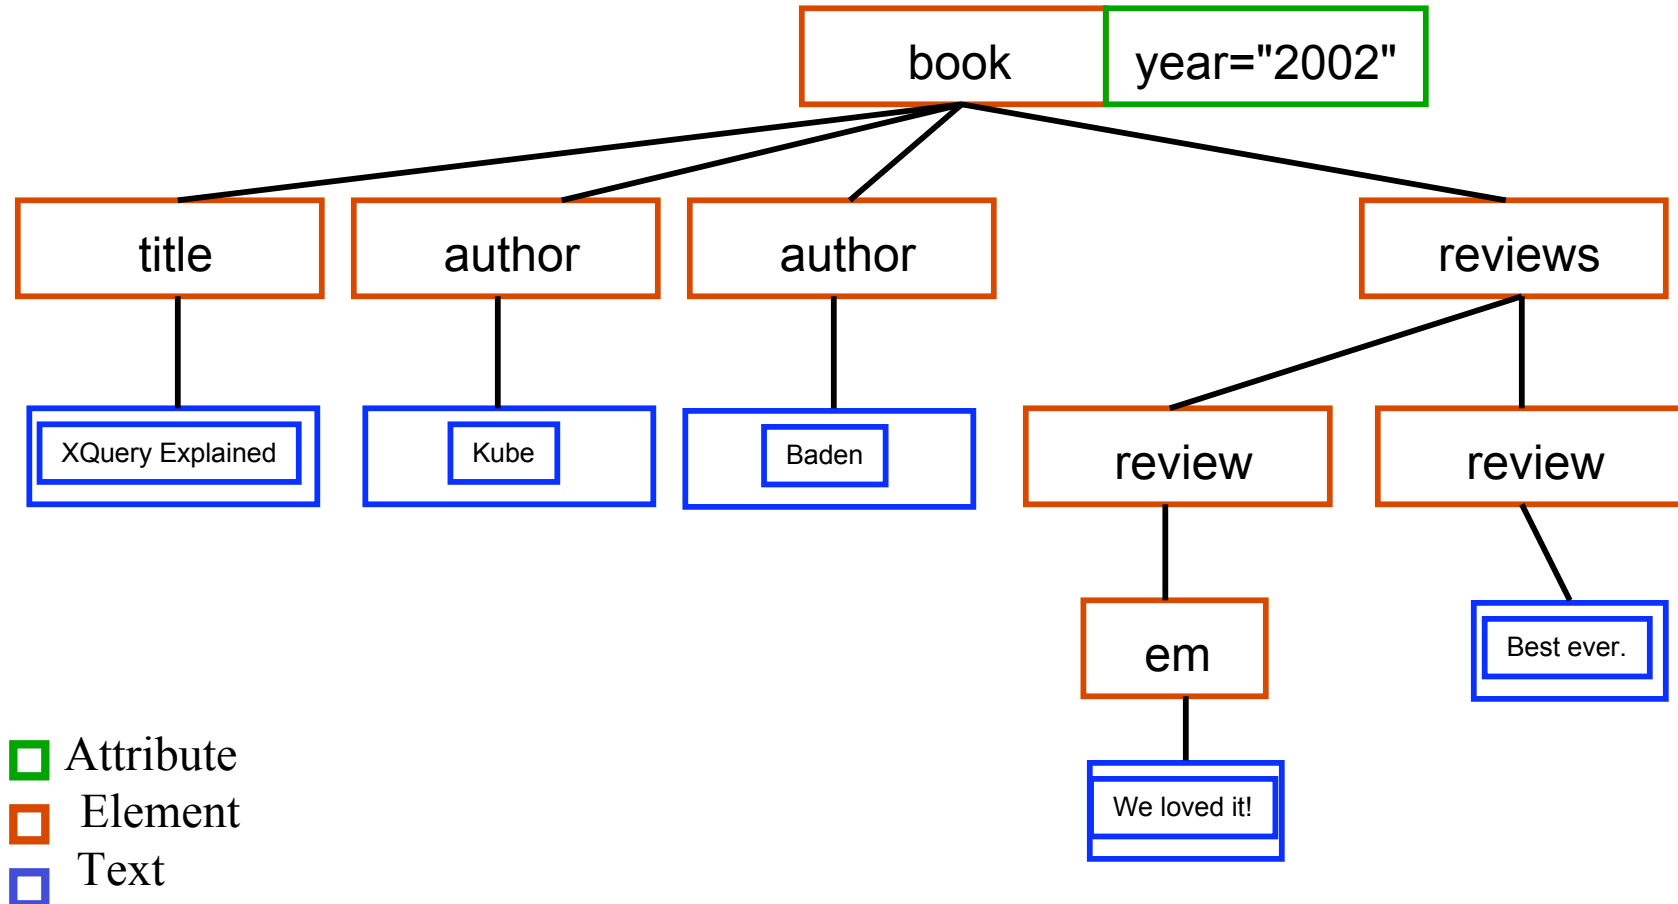 book year="2002"
title author author reviews
XQuery Explained Kube Baden review review
em Best ever.
We loved it!
Attribute
Element
Text